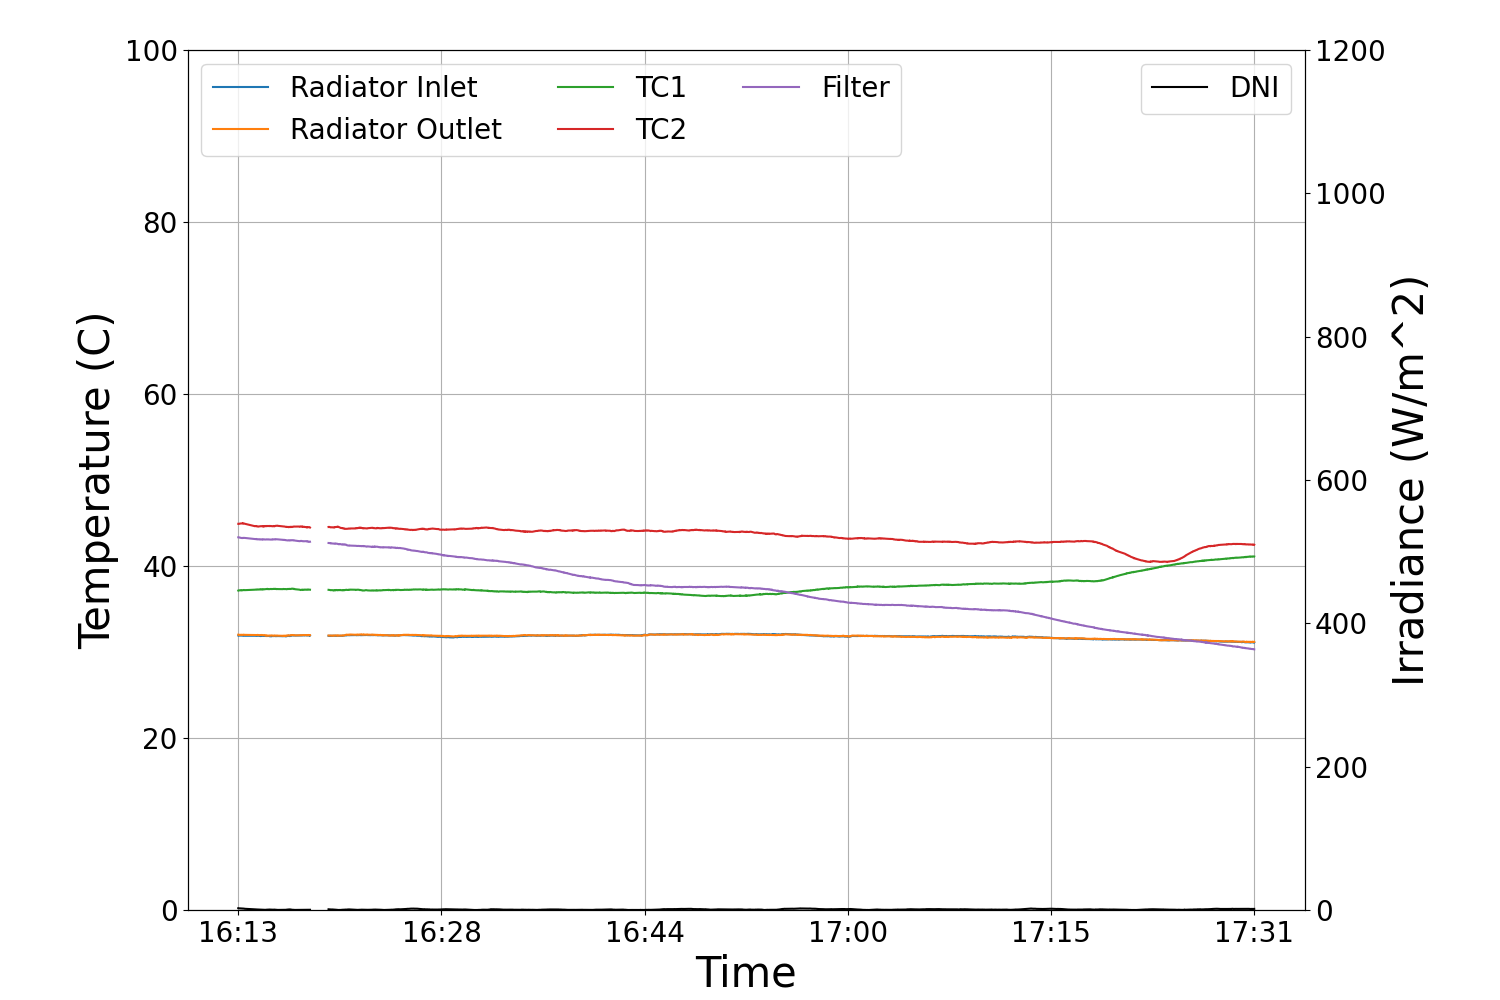 Radiator Inlet
Radiator Outlet
TC1
TC2
Filter
DNI
100
80
60
40
20
0
Temperature (C)
1200
1000
800
600
400
200
0
Irradiance (W/m^2)
16:13 16:28 16:44 17:00 17:15 17:31
Time